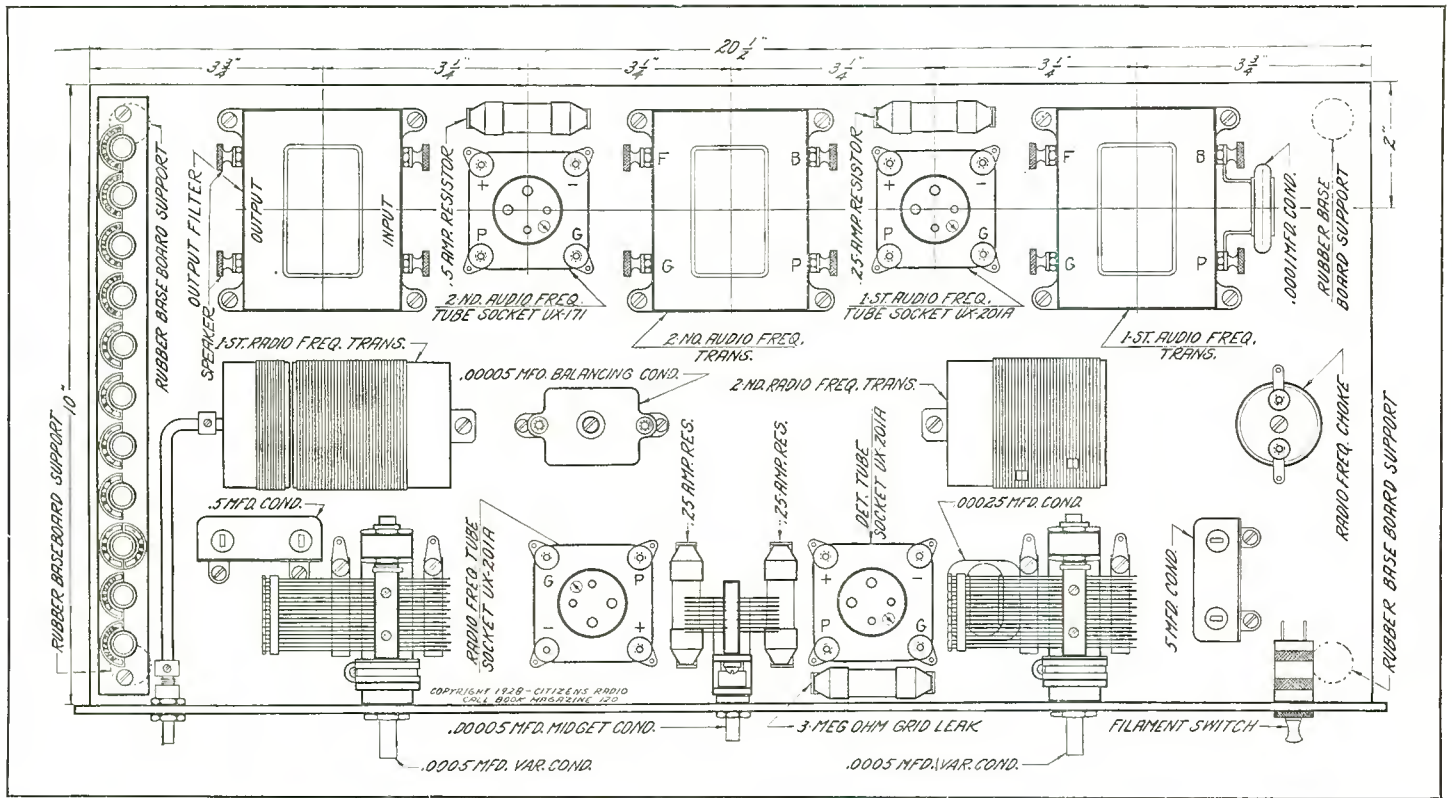 20 1/2"
3 3/4"
3 1/4"
3 1/4"
3 1/4"
3 1/4"
3 3/4"
2"
10"
RUBBER BASE BOARD SUPPORT
OUTPUT FILTER
SPEAKER
OUTPUT
INPUT
.5 AMP. RESISTOR
+
-
P
G
2-ND. AUDIO FREQ.
TUBE SOCKET UX-171
F
B
G
P
2-ND. AUDIO FREQ.
TRANS.
.25 AMP. RESISTOR
+
-
P
G
1-ST. AUDIO FREQ.
TUBE SOCKET UX-201A
F
B
G
P
1-ST. AUDIO FREQ.
TRANS.
.0001 MFD. COND.
RUBBER BASE
BOARD SUPPORT
1-ST. RADIO FREQ. TRANS.
.00005 MFD. BALANCING COND.
2-ND. RADIO FREQ. TRANS.
RADIO FREQ. CHOKE
RUBBER BASE BOARD SUPPORT
RUBBER BASEBOARD SUPPORT
.5 MFD. COND.
RADIO FREQ. TUBE
SOCKET UX-201A
G
P
-
+
.25 AMP. RES.
.25 AMP. RES.
DET. TUBE
SOCKET UX-201A
+
-
P
G
.00025 MFD. COND.
.5 MFD. COND.
COPYRIGHT 1928-CITIZENS RADIO
CALL BOOK MAGAZINE 120
.00005 MFD. MIDGET COND.
3-MEG OHM GRID LEAK
FILAMENT SWITCH
.0005 MFD. VAR. COND.
.0005 MFD. VAR. COND.